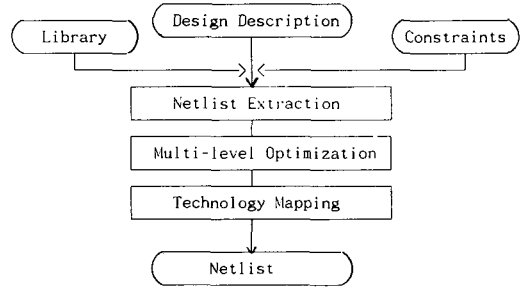 Design Description
Library
Constraints
Netlist Extraction
Multi-level Optimization
Technology Mapping
Netlist